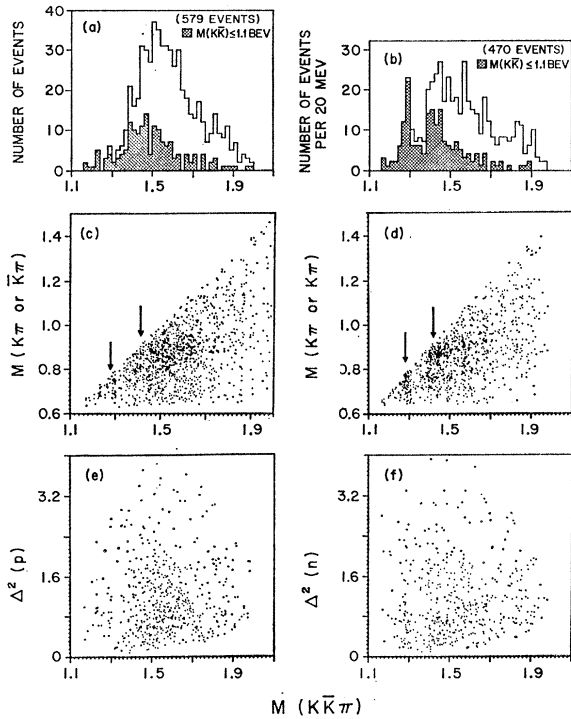 (a)
(579 EVENTS)
M(KK̅) ≤ 1.1 BEV
NUMBER OF EVENTS
40
30
20
10
0
1.1 1.5 1.9
(b)
(470 EVENTS)
M(KK̅) ≤ 1.1 BEV
NUMBER OF EVENTS
PER 20 MEV
30
20
10
0
1.1 1.5 1.9
(c)
M (Kπ or K̅π)
1.4
1.2
1.0
0.8
0.6
1.1 1.5 1.9
(d)
M (Kπ or Kπ)
1.4
1.2
1.0
0.8
0.6
1.1 1.5 1.9
(e)
Δ² (p)
3.2
1.6
0
1.1 1.5 1.9
(f)
Δ² (n)
3.2
1.6
0
1.1 1.5 1.9
M (KK̅π)